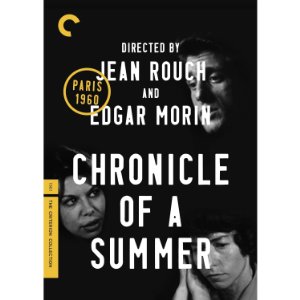 DIRECTED BY
JEAN ROUCH
PARIS
1960
AND
EDGAR MORIN
CHRONICLE
OF A
SUMMER
THE CRITERION COLLECTION